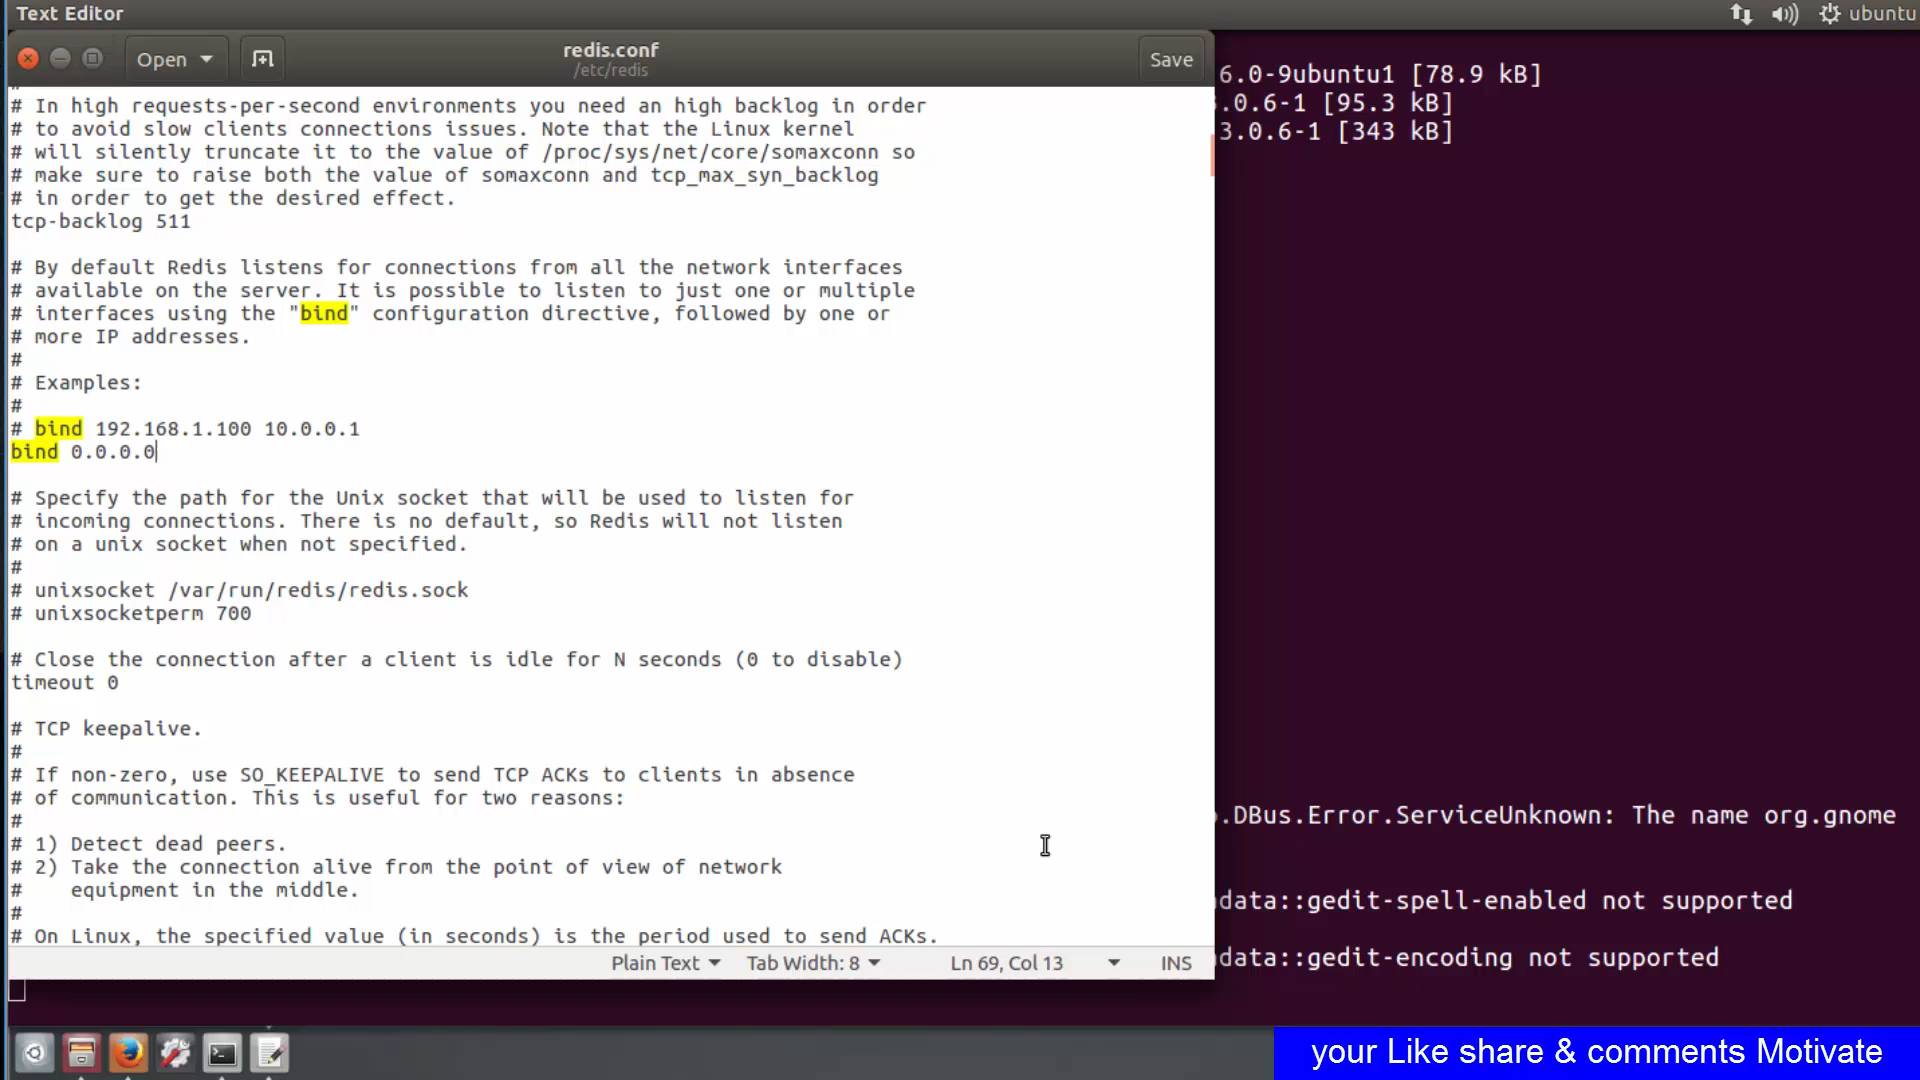 Text Editor
ubuntu
Open
redis.conf
/etc/redis
Save
#
# In high requests-per-second environments you need an high backlog in order
# to avoid slow clients connections issues. Note that the Linux kernel
# will silently truncate it to the value of /proc/sys/net/core/somaxconn so
# make sure to raise both the value of somaxconn and tcp_max_syn_backlog
# in order to get the desired effect.
tcp-backlog 511
# By default Redis listens for connections from all the network interfaces
# available on the server. It is possible to listen to just one or multiple
# interfaces using the "bind" configuration directive, followed by one or
# more IP addresses.
#
# Examples:
#
# bind 192.168.1.100 10.0.0.1
bind 0.0.0.0
# Specify the path for the Unix socket that will be used to listen for
# incoming connections. There is no default, so Redis will not listen
# on a unix socket when not specified.
#
# unixsocket /var/run/redis/redis.sock
# unixsocketperm 700
# Close the connection after a client is idle for N seconds (0 to disable)
timeout 0
# TCP keepalive.
#
# If non-zero, use SO_KEEPALIVE to send TCP ACKs to clients in absence
# of communication. This is useful for two reasons:
#
# 1) Detect dead peers.
# 2) Take the connection alive from the point of view of network
#    equipment in the middle.
#
# On Linux, the specified value (in seconds) is the period used to send ACKs.
Plain Text
Tab Width: 8
Ln 69, Col 13
INS
6.0-9ubuntu1 [78.9 kB]
.0.6-1 [95.3 kB]
3.0.6-1 [343 kB]
.DBus.Error.ServiceUnknown: The name org.gnome
data::gedit-spell-enabled not supported
data::gedit-encoding not supported
your Like share & comments Motivate